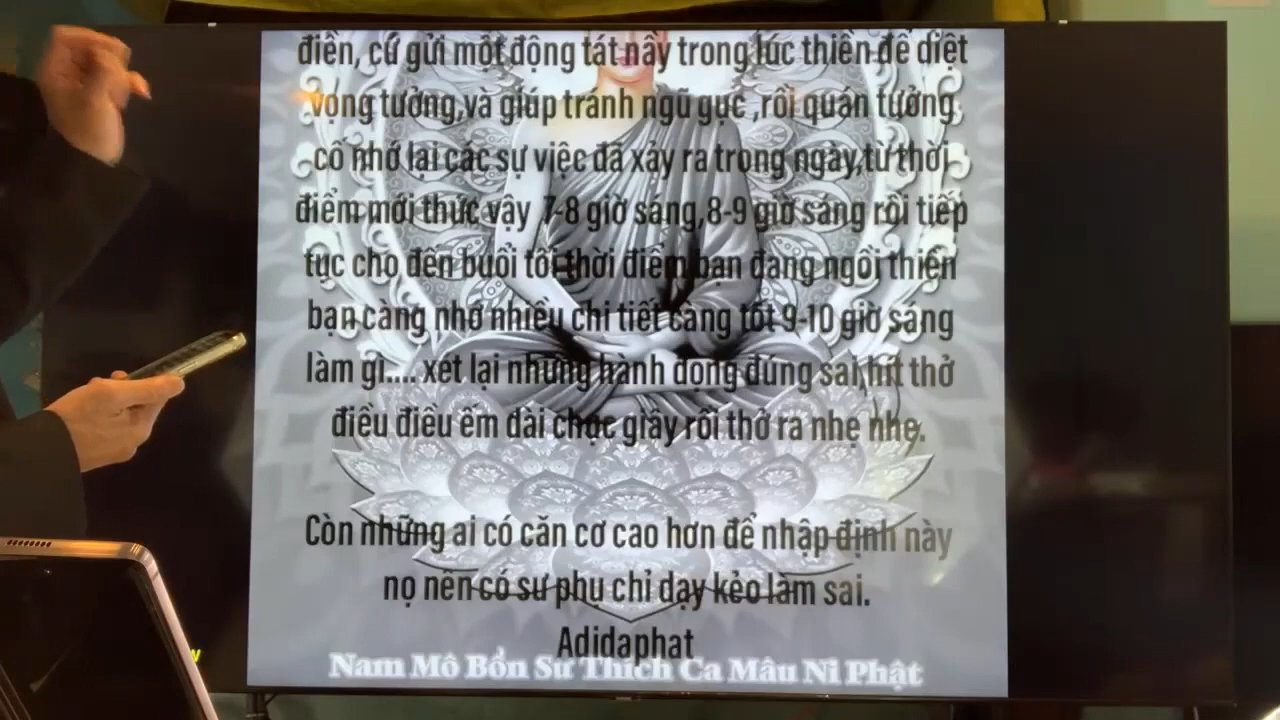 điền, cứ gửi một động tát nầy trong lúc thiền để diệt
vọng tưởng,và giúp tránh ngũ gục ,rồi quán tưởng
cố nhớ lại các sự việc đã xảy ra trong ngày,từ thời
điểm mới thức vậy 7-8 giờ sáng,8-9 giờ sáng rồi tiếp
tục cho đến buổi tối thời điểm bạn đang ngồi thiền
bạn càng nhớ nhiều chi tiết càng tốt 9-10 giờ sáng
làm gì.... xét lại những hành động đúng sai,hít thở
điều điều êm dài chục giây rồi thở ra nhẹ nhẹ.
Còn những ai có căn cơ cao hơn để nhập định này
nọ nên có sư phụ chỉ dạy kẻo làm sai.
Adidaphat
Nam Mô Bổn Sư Thích Ca Mâu Ni Phật